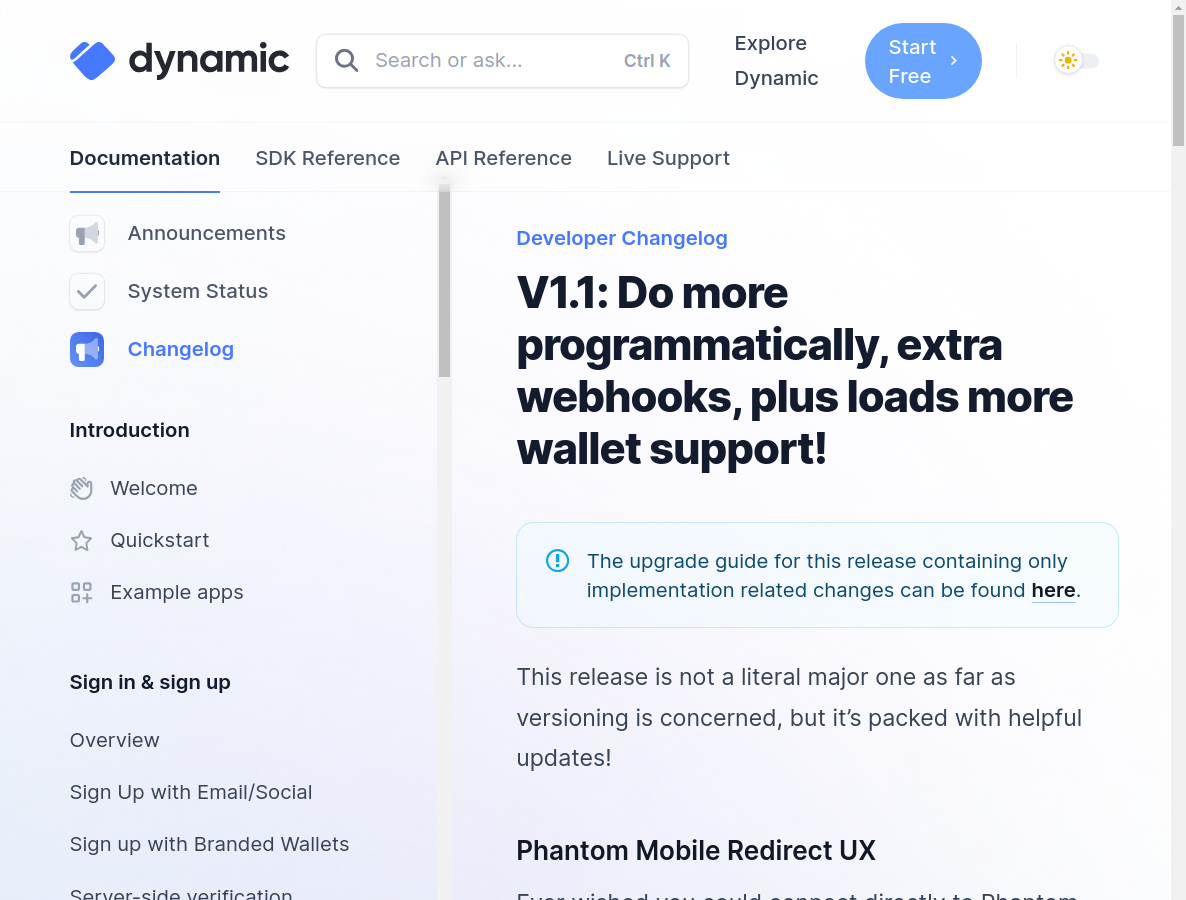 dynamic
Search or ask...
Ctrl K
Explore
Dynamic
Start
Free
Documentation
SDK Reference
API Reference
Live Support
Announcements
System Status
Changelog
Introduction
Welcome
Quickstart
Example apps
Sign in & sign up
Overview
Sign Up with Email/Social
Sign up with Branded Wallets
Server-side verification
Developer Changelog
V1.1: Do more
programmatically, extra
webhooks, plus loads more
wallet support!
The upgrade guide for this release containing only
implementation related changes can be found here.
This release is not a literal major one as far as
versioning is concerned, but it’s packed with helpful
updates!
Phantom Mobile Redirect UX
Ever wished you could connect directly to Phantom